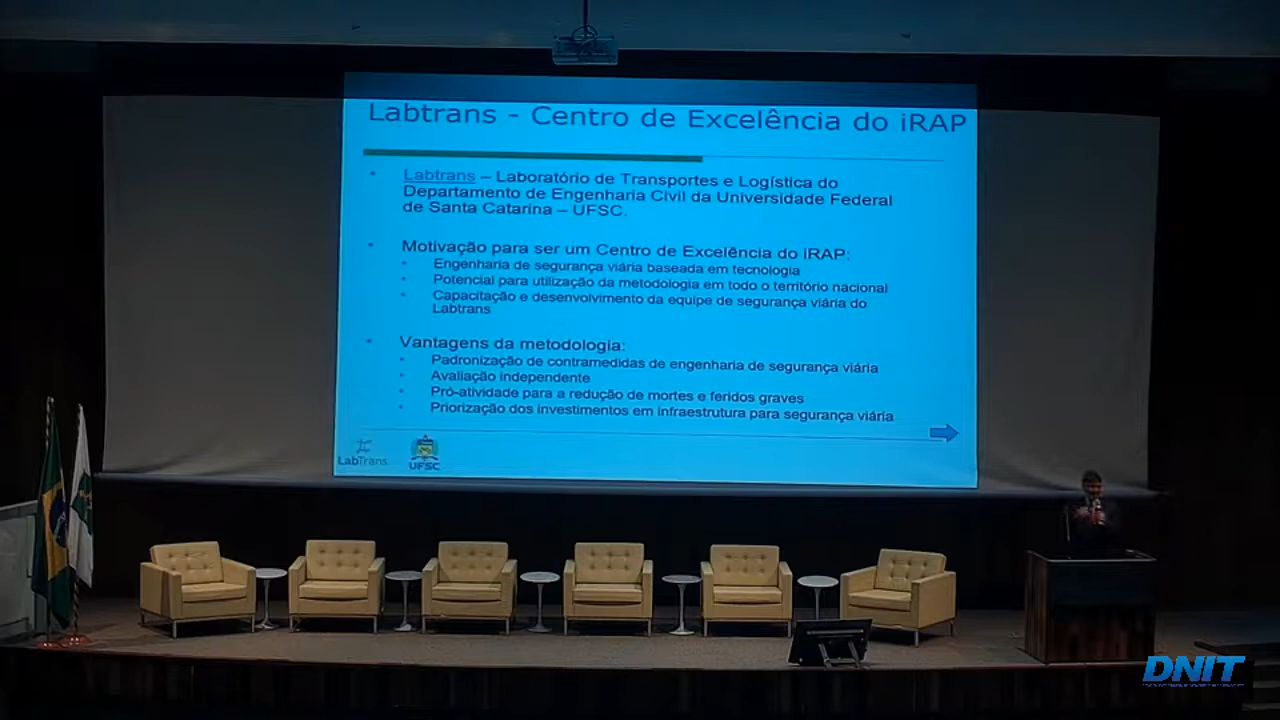 Labtrans - Centro de Excelência do iRAP
Labtrans – Laboratório de Transportes e Logística do
Departamento de Engenharia Civil da Universidade Federal
de Santa Catarina – UFSC.
Motivação para ser um Centro de Excelência do iRAP:
Engenharia de segurança viária baseada em tecnologia
Potencial para utilização da metodologia em todo o território nacional
Capacitação e desenvolvimento da equipe de segurança viária do
Labtrans
Vantagens da metodologia:
Padronização de contramedidas de engenharia de segurança viária
Avaliação independente
Pró-atividade para a redução de mortes e feridos graves
Priorização dos investimentos em infraestrutura para segurança viária
LabTrans
UFSC
DNIT